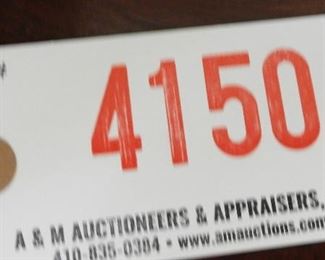 #
4150
A & M AUCTIONEERS & APPRAISERS,
410-835-0384 • www.amauctions.com